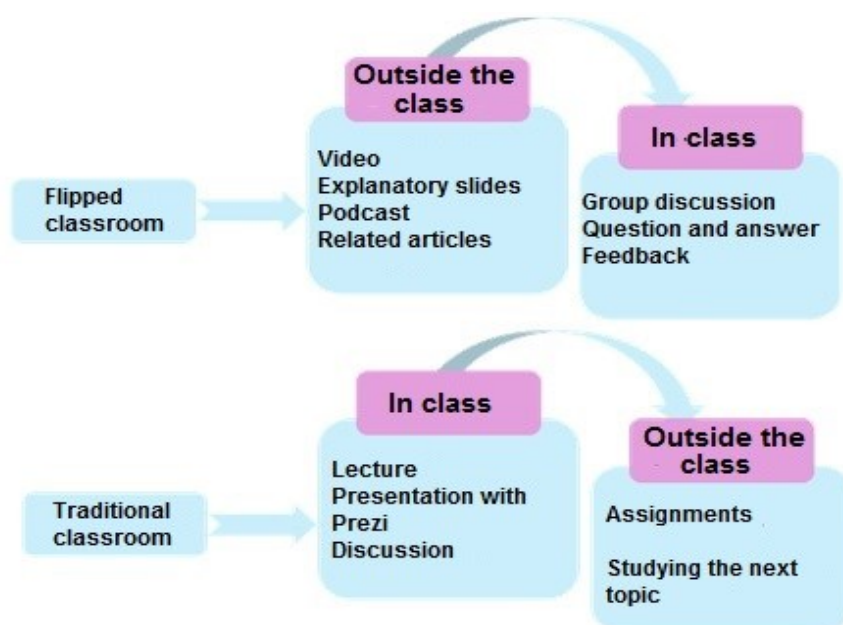 Outside the
class
In class
Flipped
classroom
Video
Explanatory slides
Podcast
Related articles
Group discussion
Question and answer
Feedback
In class
Outside the
class
Traditional
classroom
Lecture
Presentation with
Prezi
Discussion
Assignments
Studying the next
topic